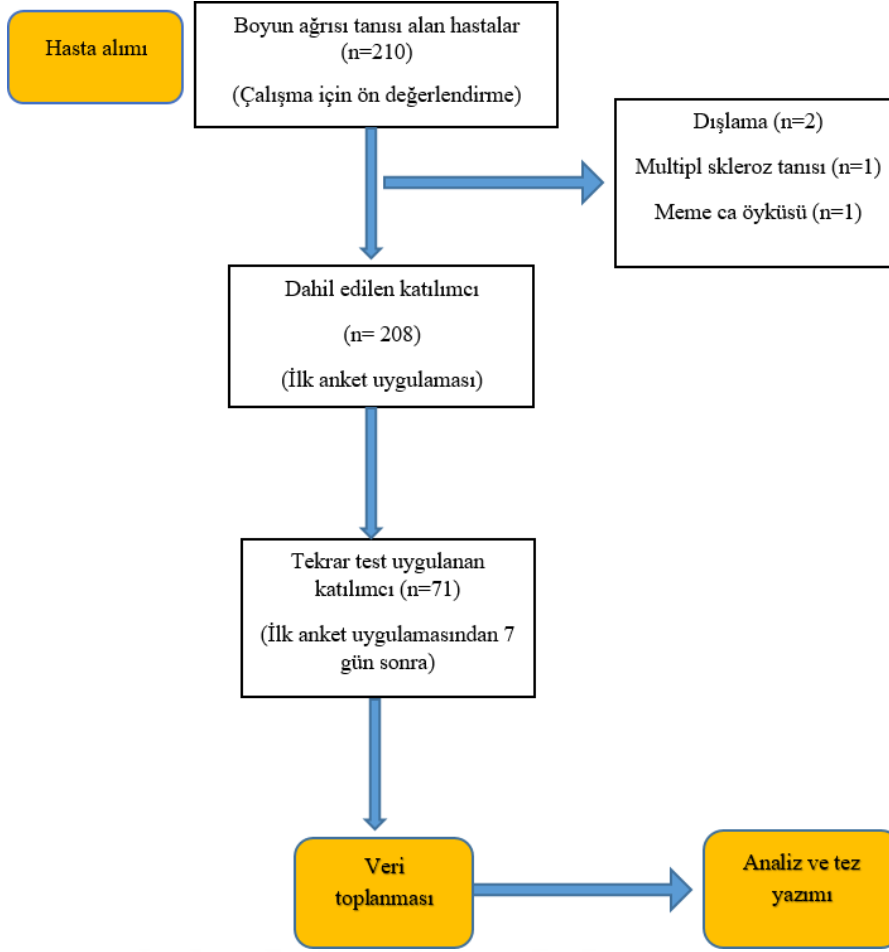 Hasta alımı
Boyun ağrısı tanısı alan hastalar
(n=210)
(Çalışma için ön değerlendirme)
Dışlama (n=2)
Multipl skleroz tanısı (n=1)
Meme ca öyküsü (n=1)
Dahil edilen katılımcı
(n= 208)
(İlk anket uygulaması)
Tekrar test uygulanan
katılımcı (n=71)
(İlk anket uygulamasından 7
gün sonra)
Veri
toplanması
Analiz ve tez
yazımı